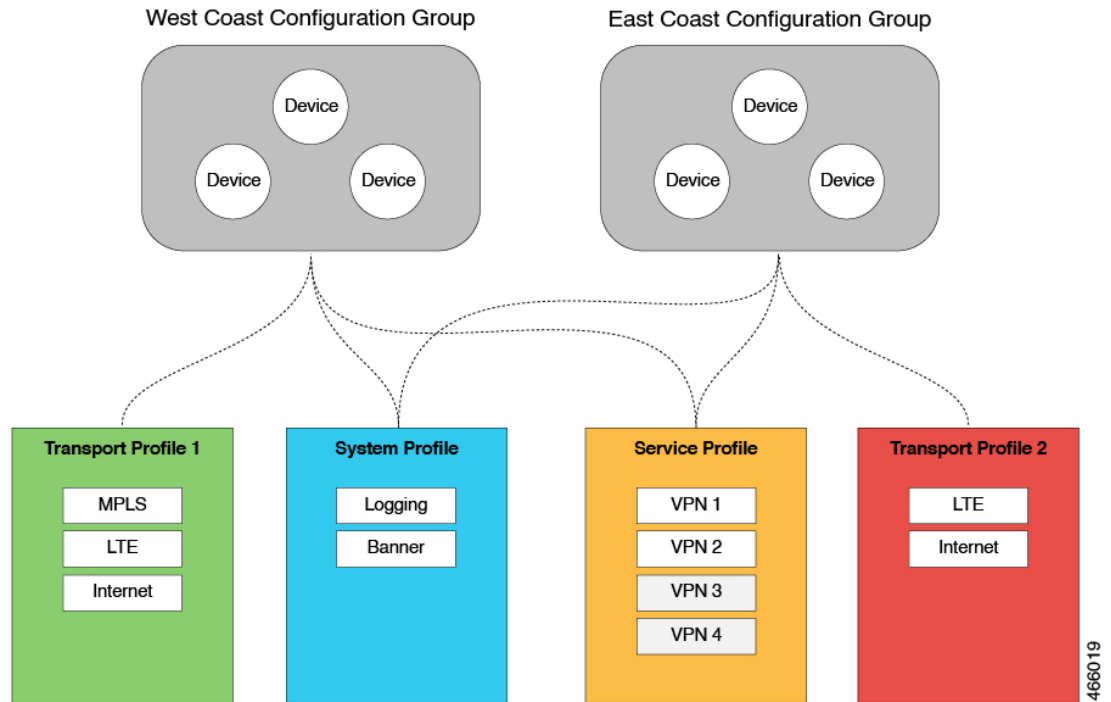 West Coast Configuration Group
East Coast Configuration Group
Device
Device
Device
Device
Device
Device
Transport Profile 1
MPLS
LTE
Internet
System Profile
Logging
Banner
Service Profile
VPN 1
VPN 2
VPN 3
VPN 4
Transport Profile 2
LTE
Internet
466019